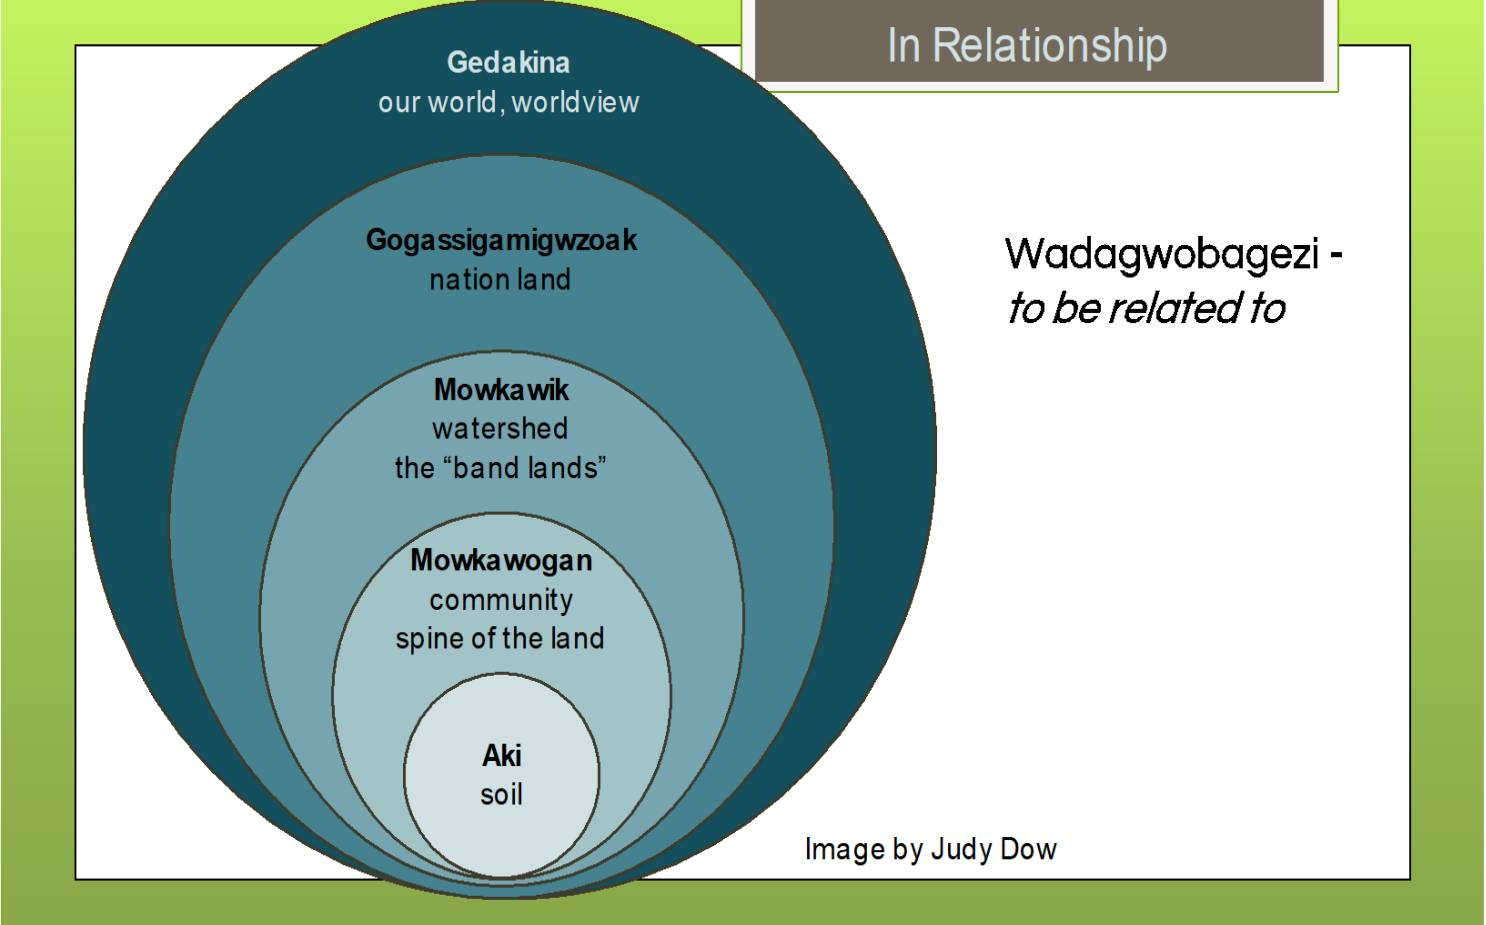 In Relationship
Gedakina
our world, worldview
Gogassigamigwzoak
nation land
Mowkawik
watershed
the “band lands”
Mowkawogan
community
spine of the land
Aki
soil
Wadagwobagezi -
to be related to
Image by Judy Dow